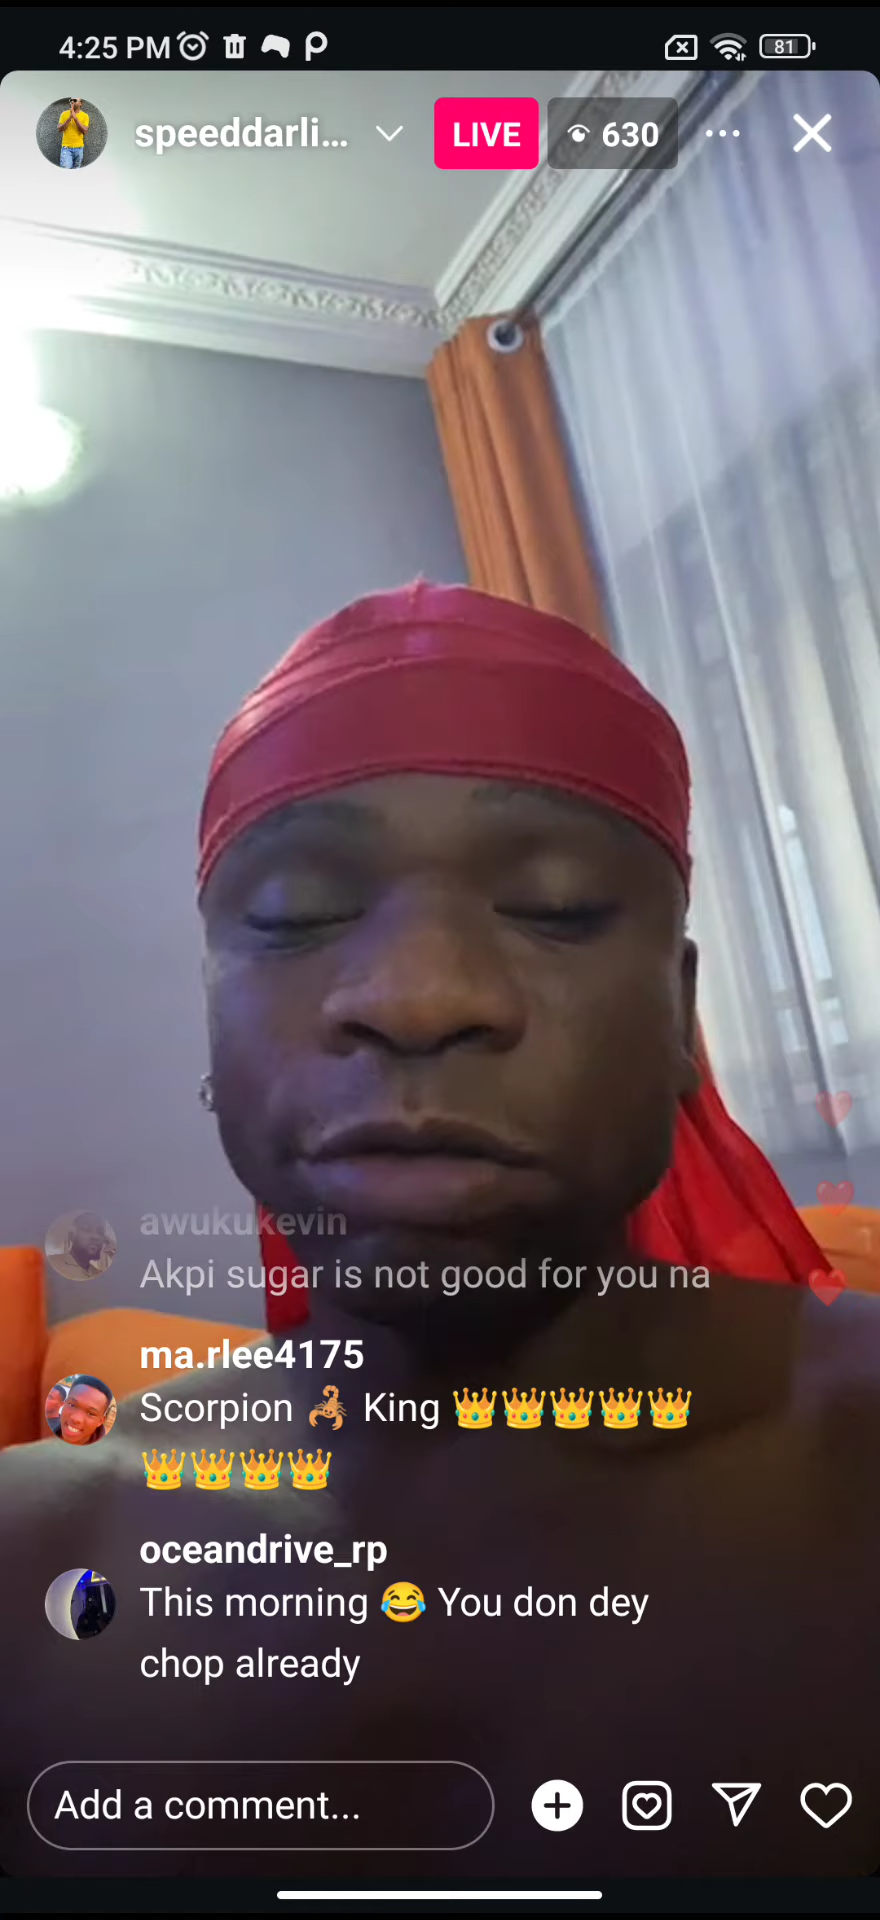 4:25 PM
81
speeddarli...
LIVE
630
awukukevin
Akpi sugar is not good for you na
ma.rlee4175
Scorpion 🦂 King 👑👑👑👑👑
👑👑👑👑
oceandrive_rp
This morning 😂 You don dey
chop already
Add a comment...